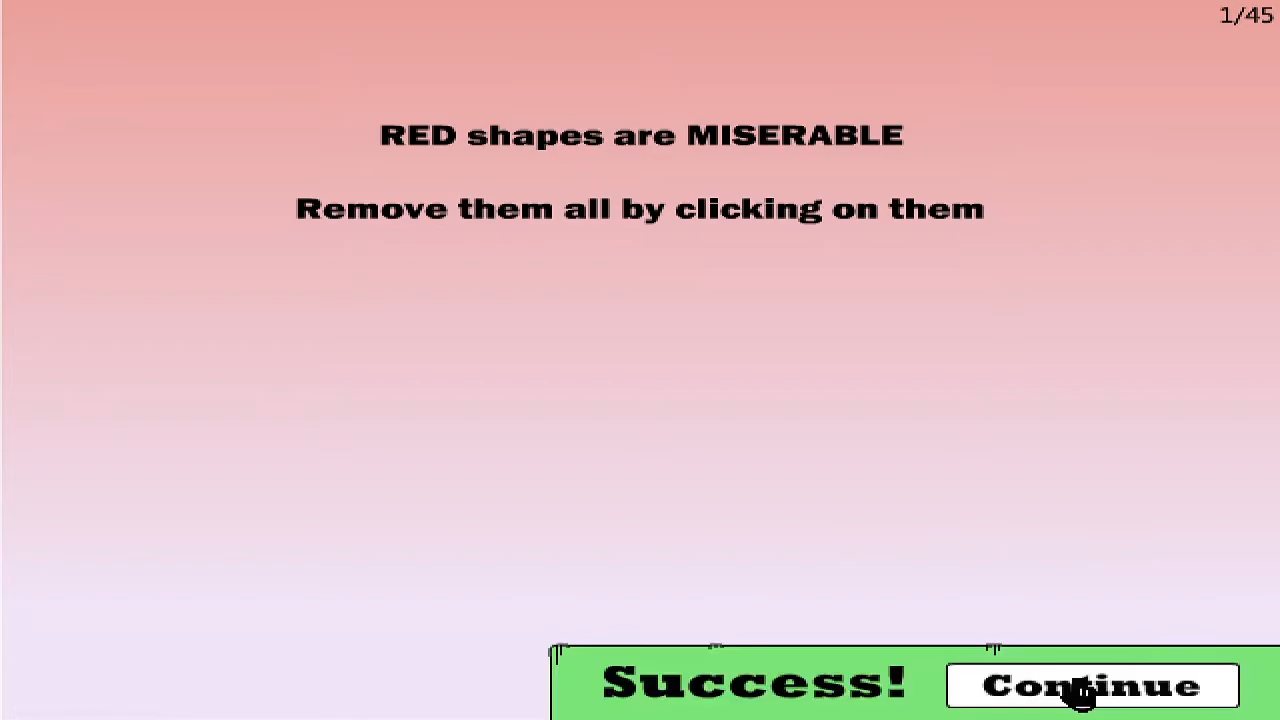 1/45
RED shapes are MISERABLE
Remove them all by clicking on them
Success!
Continue